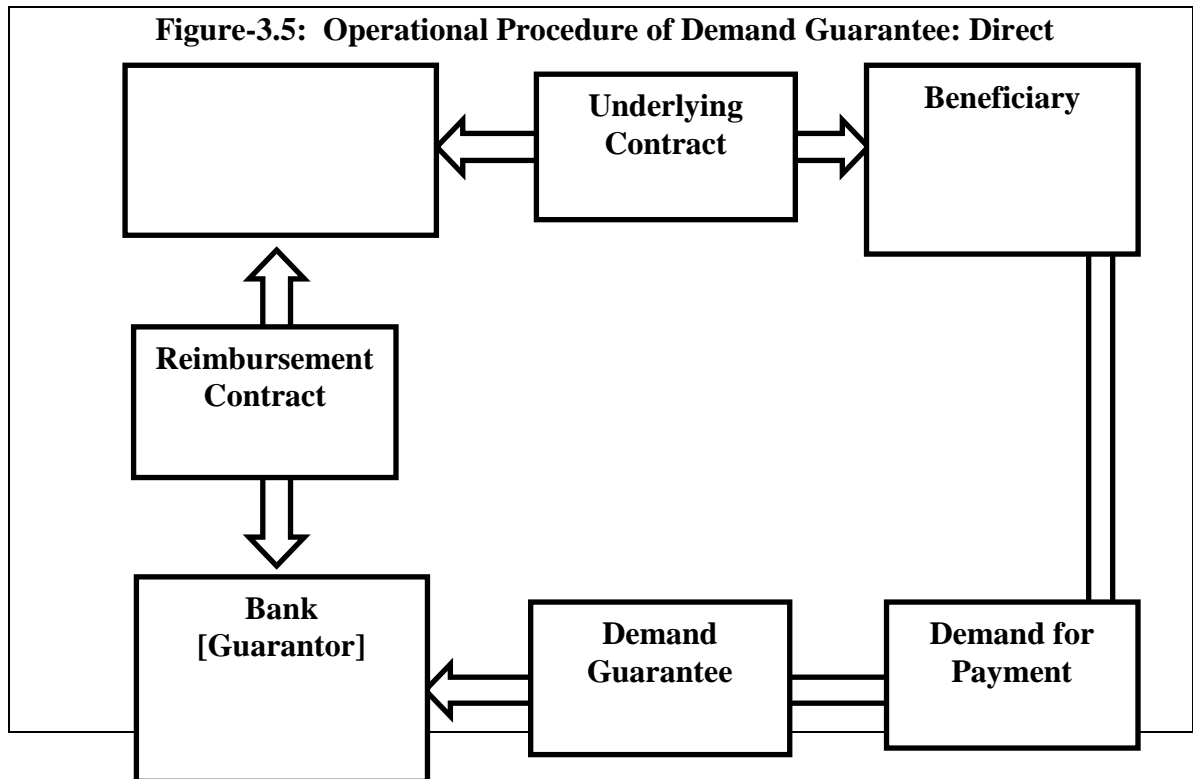 Figure-3.5: Operational Procedure of Demand Guarantee: Direct
Underlying
Contract
Beneficiary
Reimbursement
Contract
Bank
[Guarantor]
Demand
Guarantee
Demand for
Payment